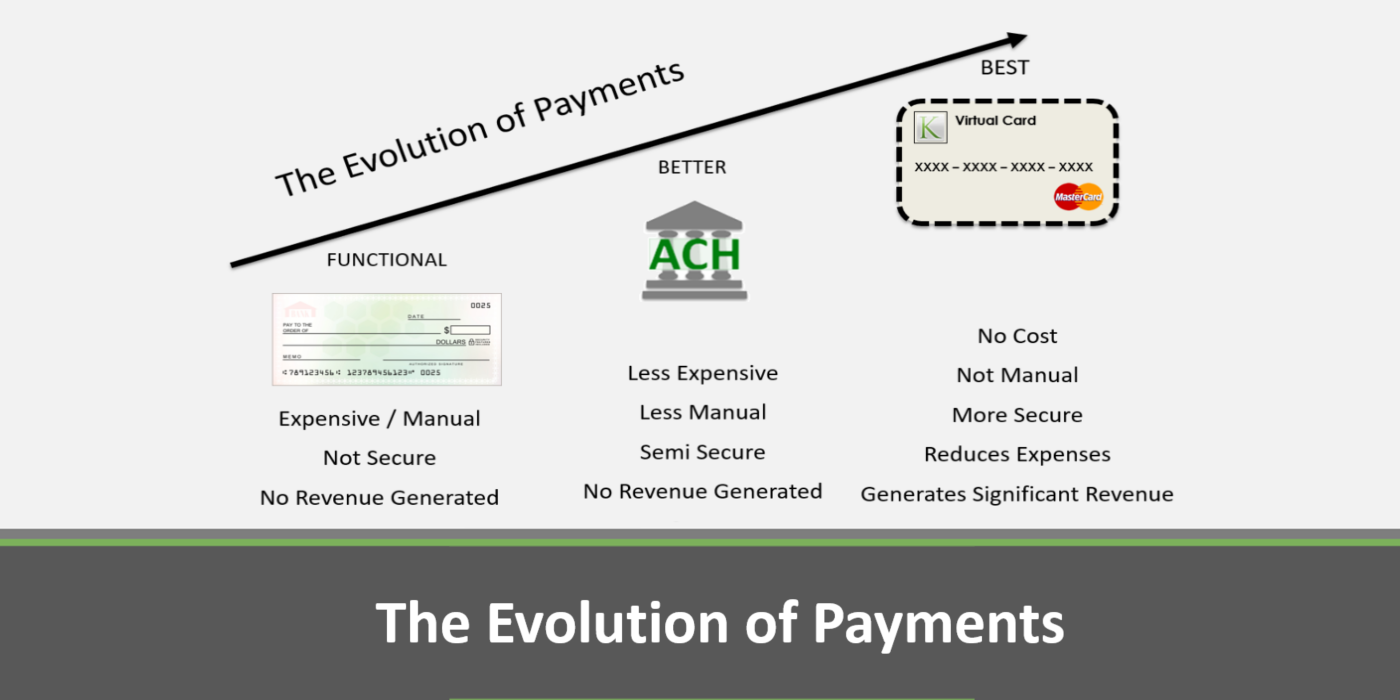 The Evolution of Payments
BEST
K
Virtual Card
XXXX – XXXX – XXXX – XXXX
MasterCard
BETTER
ACH
FUNCTIONAL
0025
DATE
PAY TO THE
ORDER OF
$
DOLLARS
MEMO
AUTHORIZED SIGNATURE
789123456 123789456123 0025
Expensive / Manual
Not Secure
No Revenue Generated
Less Expensive
Less Manual
Semi Secure
No Revenue Generated
No Cost
Not Manual
More Secure
Reduces Expenses
Generates Significant Revenue
The Evolution of Payments